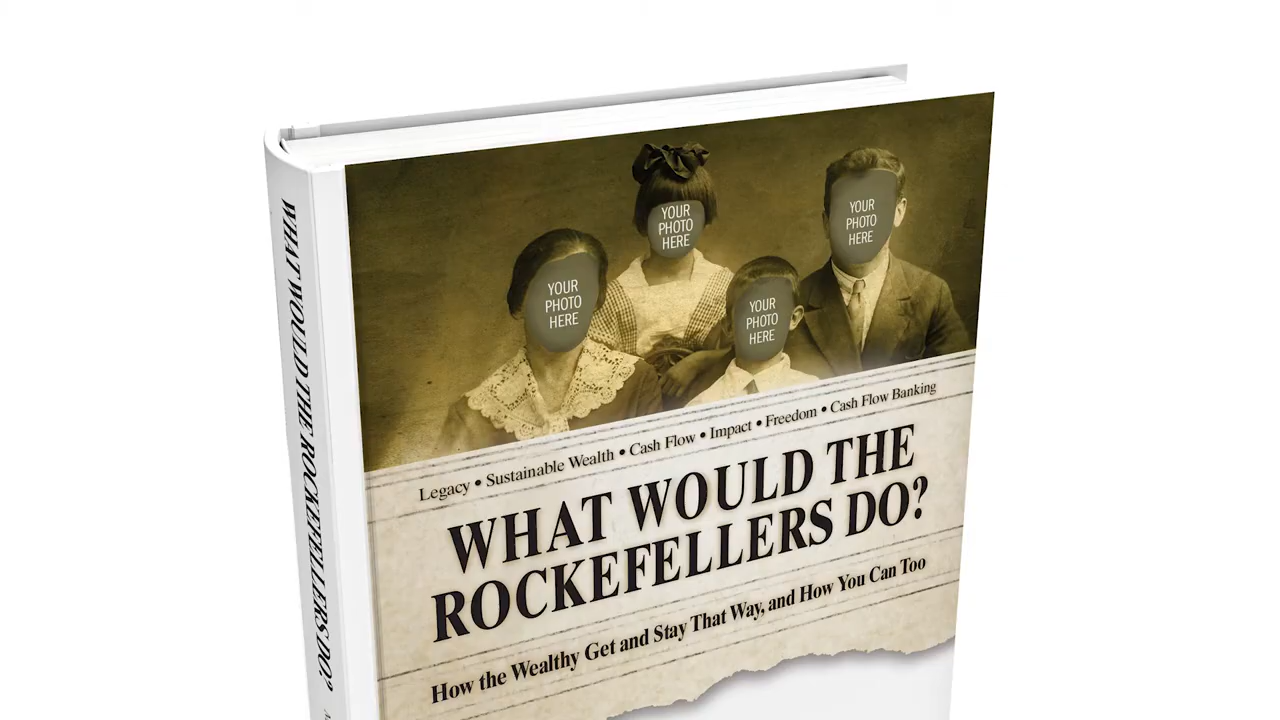 WHAT WOULD THE ROCKEFELLERS DO?
YOUR
PHOTO
HERE
YOUR
PHOTO
HERE
YOUR
PHOTO
HERE
YOUR
PHOTO
HERE
Legacy • Sustainable Wealth • Cash Flow • Impact • Freedom • Cash Flow Banking
WHAT WOULD THE
ROCKEFELLERS DO?
How the Wealthy Get and Stay That Way, and How You Can Too